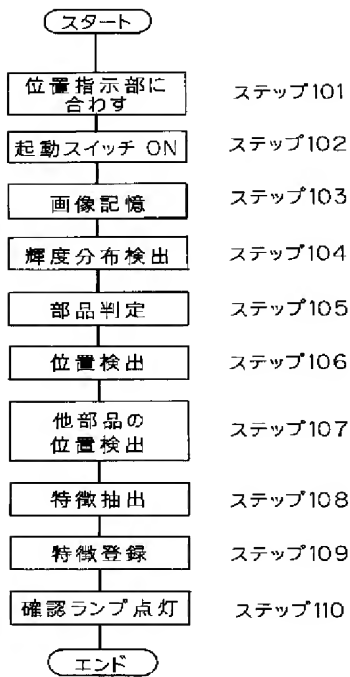 スタート
位置指示部に
合わす
ステップ101
起動スイッチ ON
ステップ102
画像記憶
ステップ103
輝度分布検出
ステップ104
部品判定
ステップ105
位置検出
ステップ106
他部品の
位置検出
ステップ107
特徴抽出
ステップ108
特徴登録
ステップ109
確認ランプ点灯
ステップ110
エンド